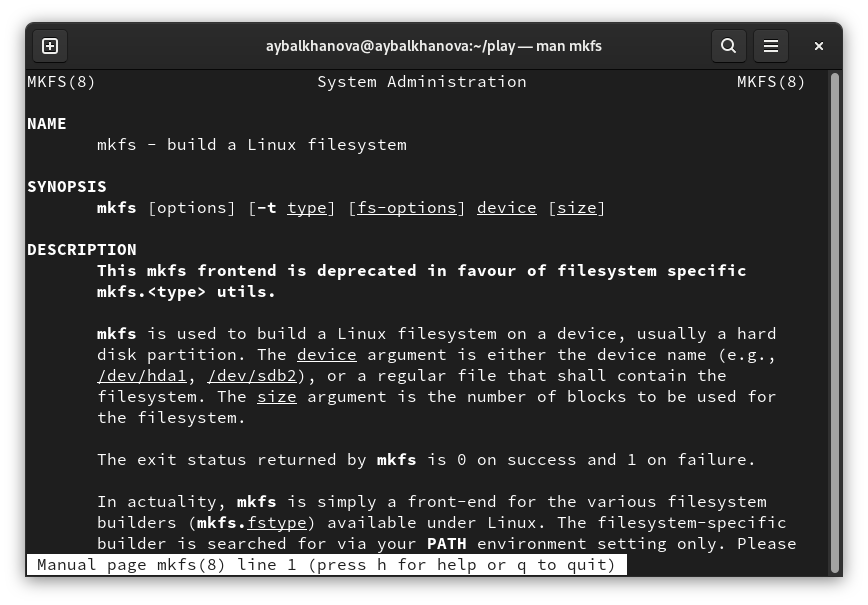 aybalkhanova@aybalkhanova:~/play — man mkfs
MKFS(8) System Administration MKFS(8)
NAME
mkfs - build a Linux filesystem
SYNOPSIS
mkfs [options] [-t type] [fs-options] device [size]
DESCRIPTION
This mkfs frontend is deprecated in favour of filesystem specific
mkfs.<type> utils.
mkfs is used to build a Linux filesystem on a device, usually a hard
disk partition. The device argument is either the device name (e.g.,
/dev/hda1, /dev/sdb2), or a regular file that shall contain the
filesystem. The size argument is the number of blocks to be used for
the filesystem.
The exit status returned by mkfs is 0 on success and 1 on failure.
In actuality, mkfs is simply a front-end for the various filesystem
builders (mkfs.fstype) available under Linux. The filesystem-specific
builder is searched for via your PATH environment setting only. Please
Manual page mkfs(8) line 1 (press h for help or q to quit)